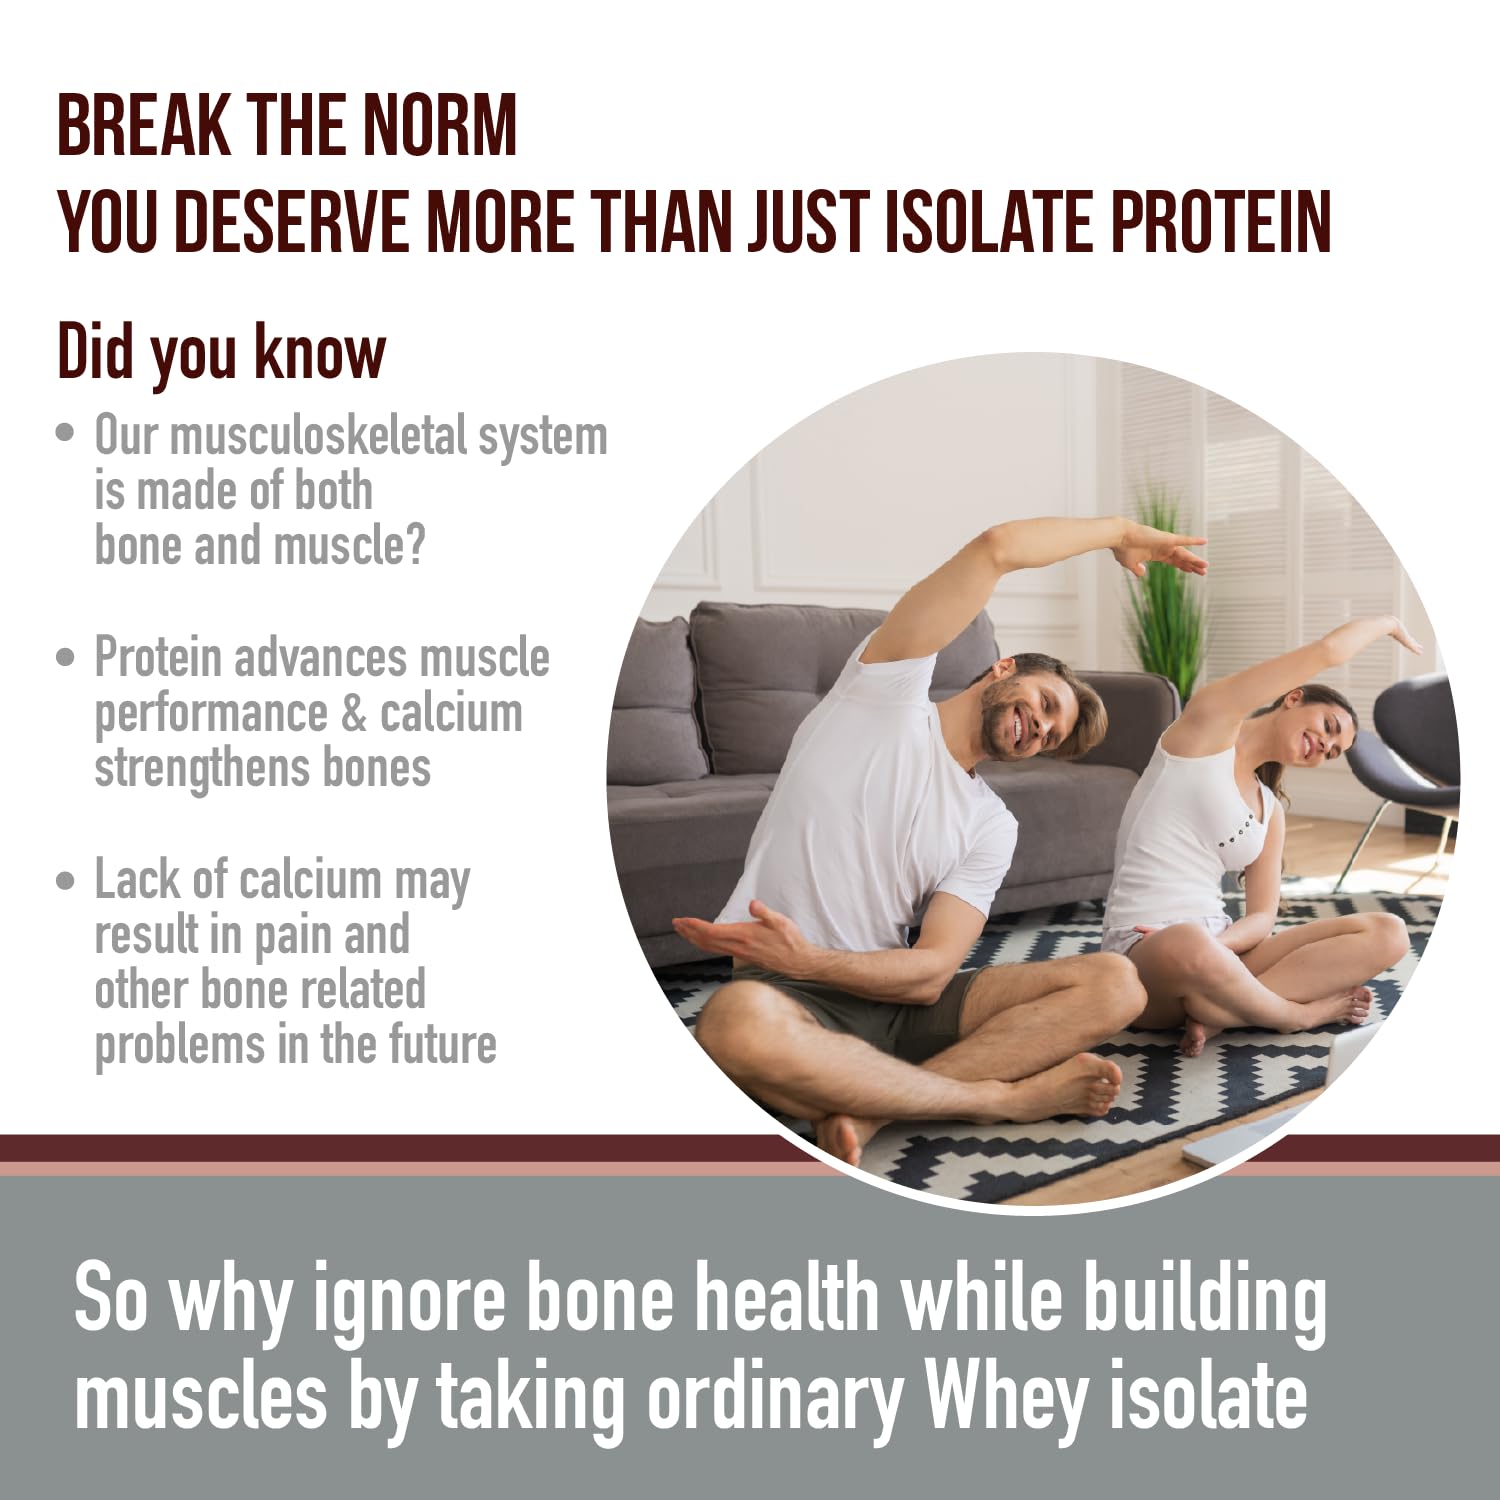 BREAK THE NORM
YOU DESERVE MORE THAN JUST ISOLATE PROTEIN
Did you know
• Our musculoskeletal system
is made of both
bone and muscle?
• Protein advances muscle
performance & calcium
strengthens bones
• Lack of calcium may
result in pain and
other bone related
problems in the future
So why ignore bone health while building
muscles by taking ordinary Whey isolate